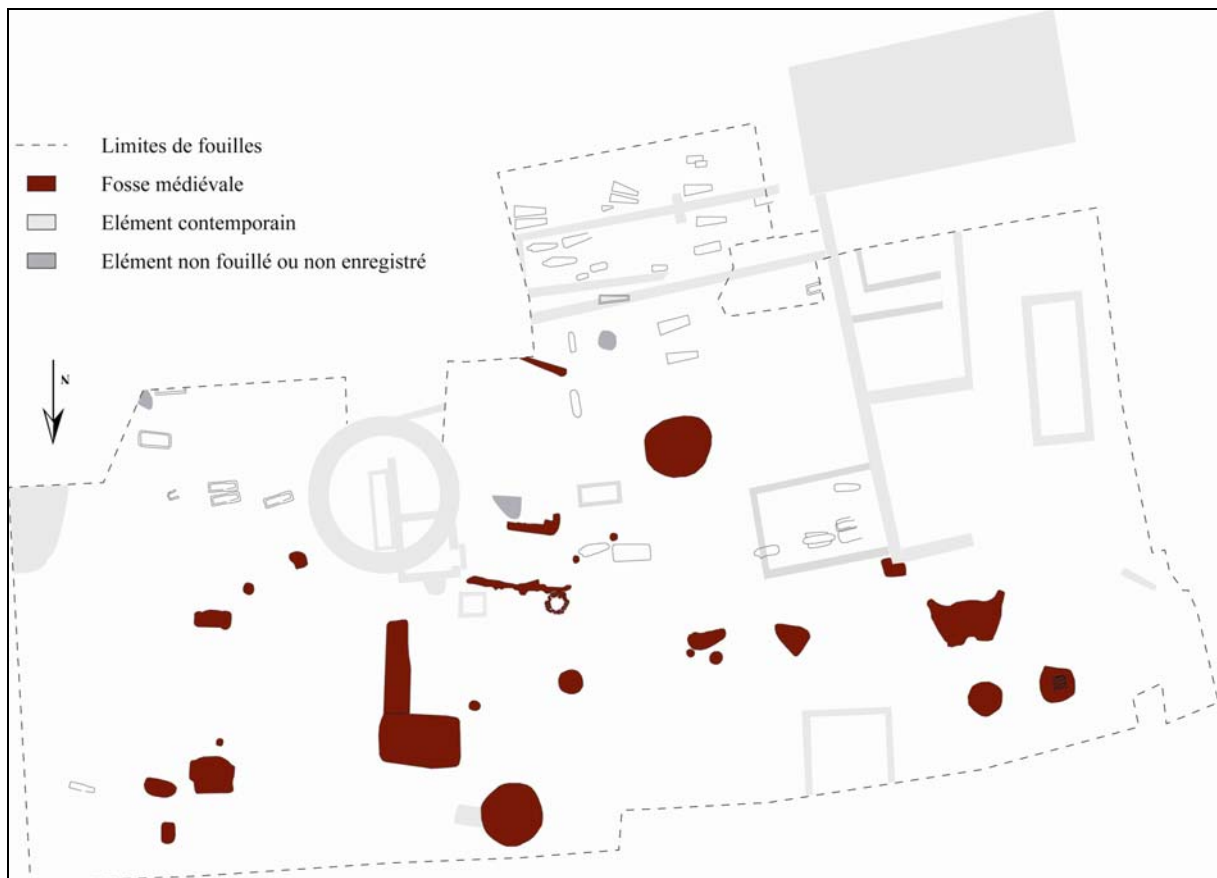 Limites de fouilles
Fosse médiévale
Elément contemporain
Elément non fouillé ou non enregistré
N